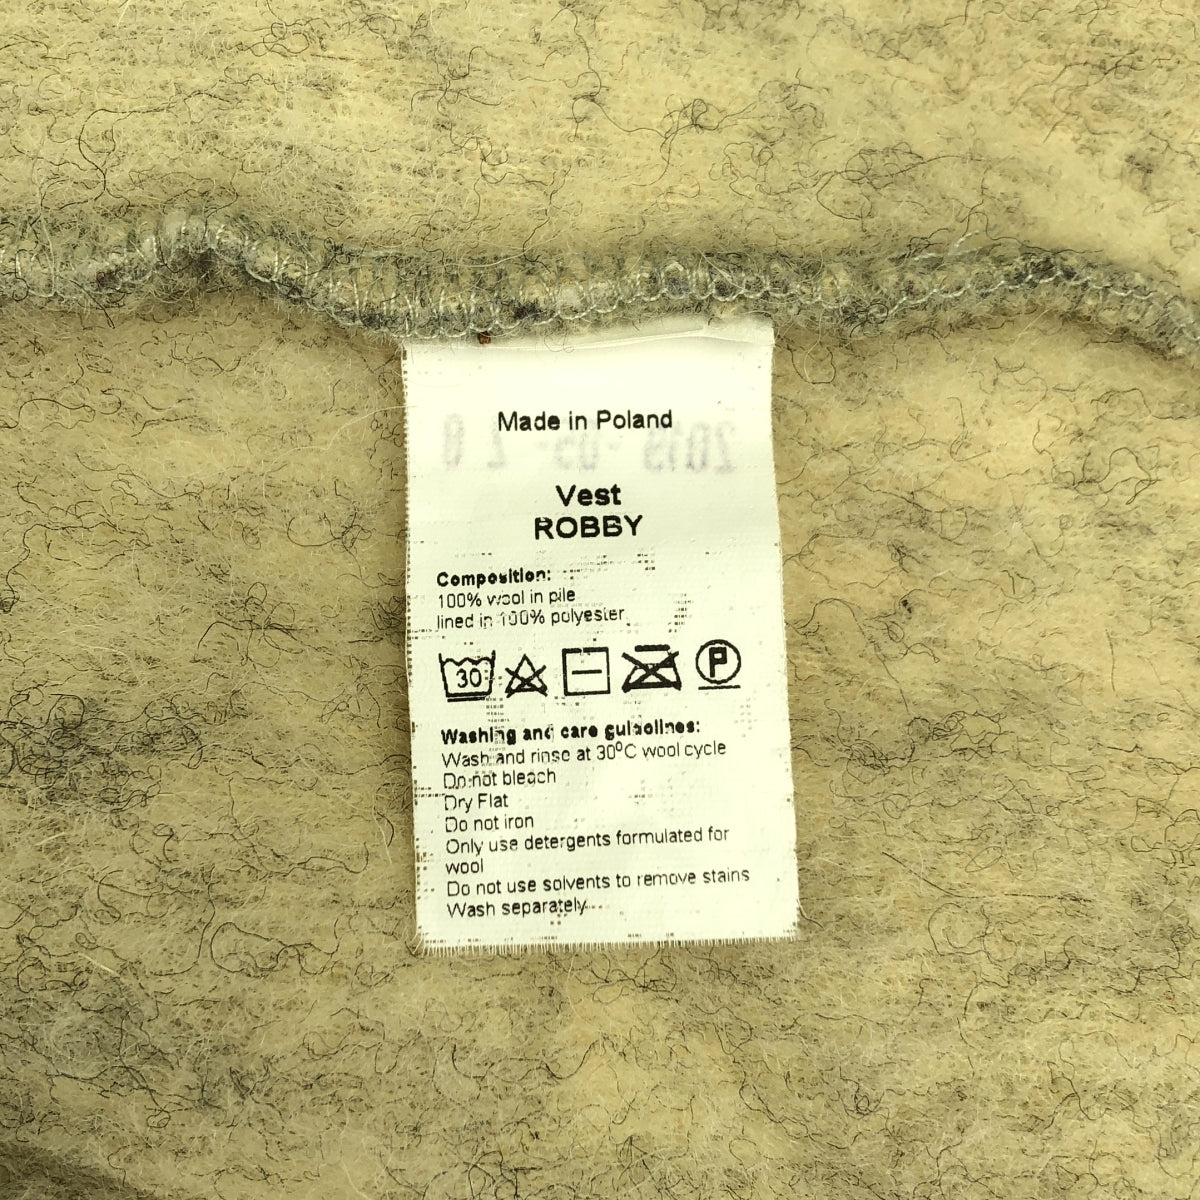 Made in Poland
Vest
ROBBY
Composition:
100% wool in pile
lined in 100% polyester
30 P
Washing and care guidelines:
Wash and rinse at 30°C wool cycle
Do not bleach
Dry Flat
Do not iron
Only use detergents formulated for
wool
Do not use solvents to remove stains
Wash separately